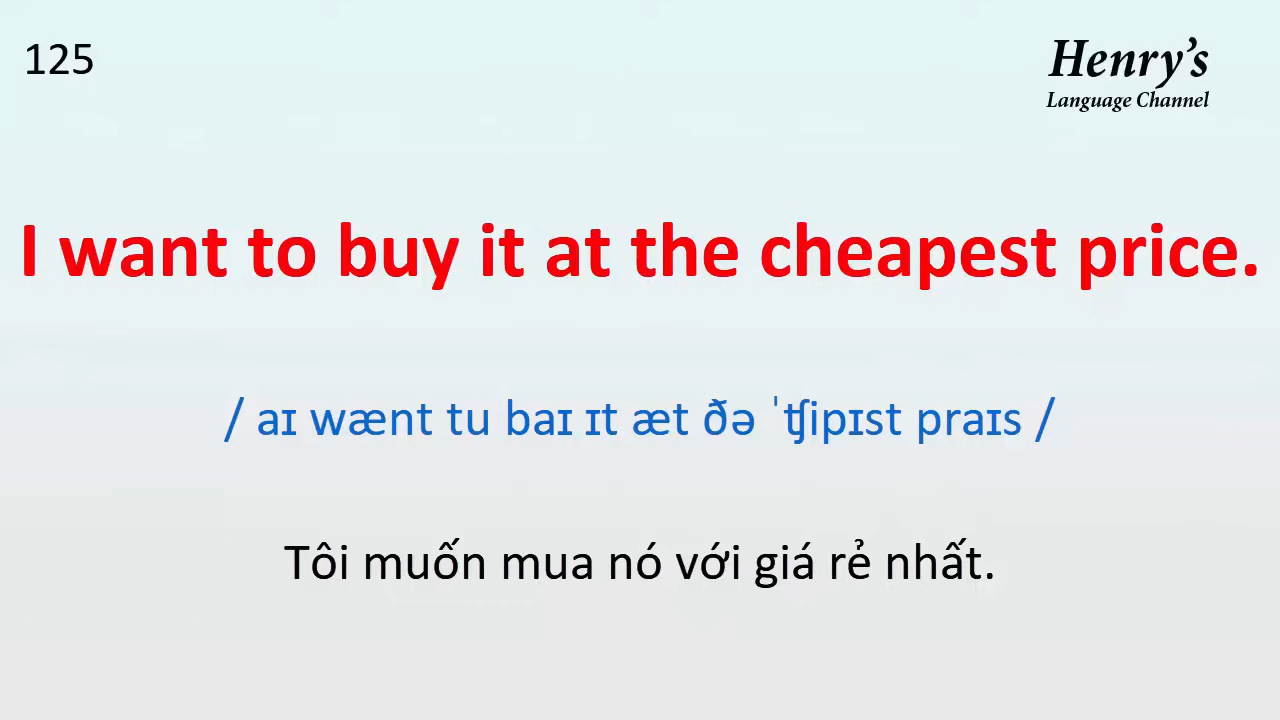 125
Henry's
Language Channel
I want to buy it at the cheapest price.
/ aɪ wænt tu baɪ ɪt æt ðə ˈʧipɪst praɪs /
Tôi muốn mua nó với giá rẻ nhất.